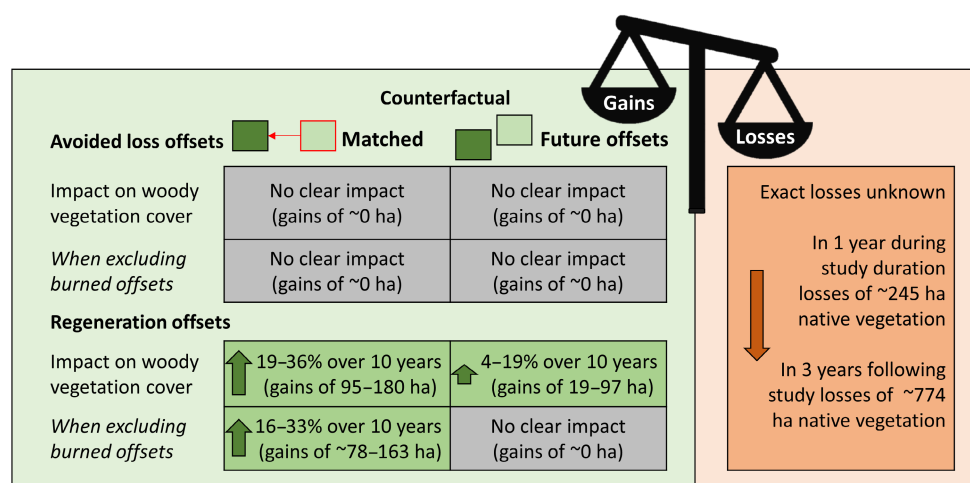 Counterfactual
Gains
Losses
Avoided loss offsets
Matched
Future offsets
Impact on woody
vegetation cover
No clear impact
(gains of ~0 ha)
No clear impact
(gains of ~0 ha)
When excluding
burned offsets
No clear impact
(gains of ~0 ha)
No clear impact
(gains of ~0 ha)
Regeneration offsets
Impact on woody
vegetation cover
19–36% over 10 years
(gains of 95–180 ha)
4–19% over 10 years
(gains of 19–97 ha)
When excluding
burned offsets
16–33% over 10 years
(gains of ~78–163 ha)
No clear impact
(gains of ~0 ha)
Exact losses unknown
In 1 year during
study duration
losses of ~245 ha
native vegetation
In 3 years following
study losses of ~774
ha native vegetation